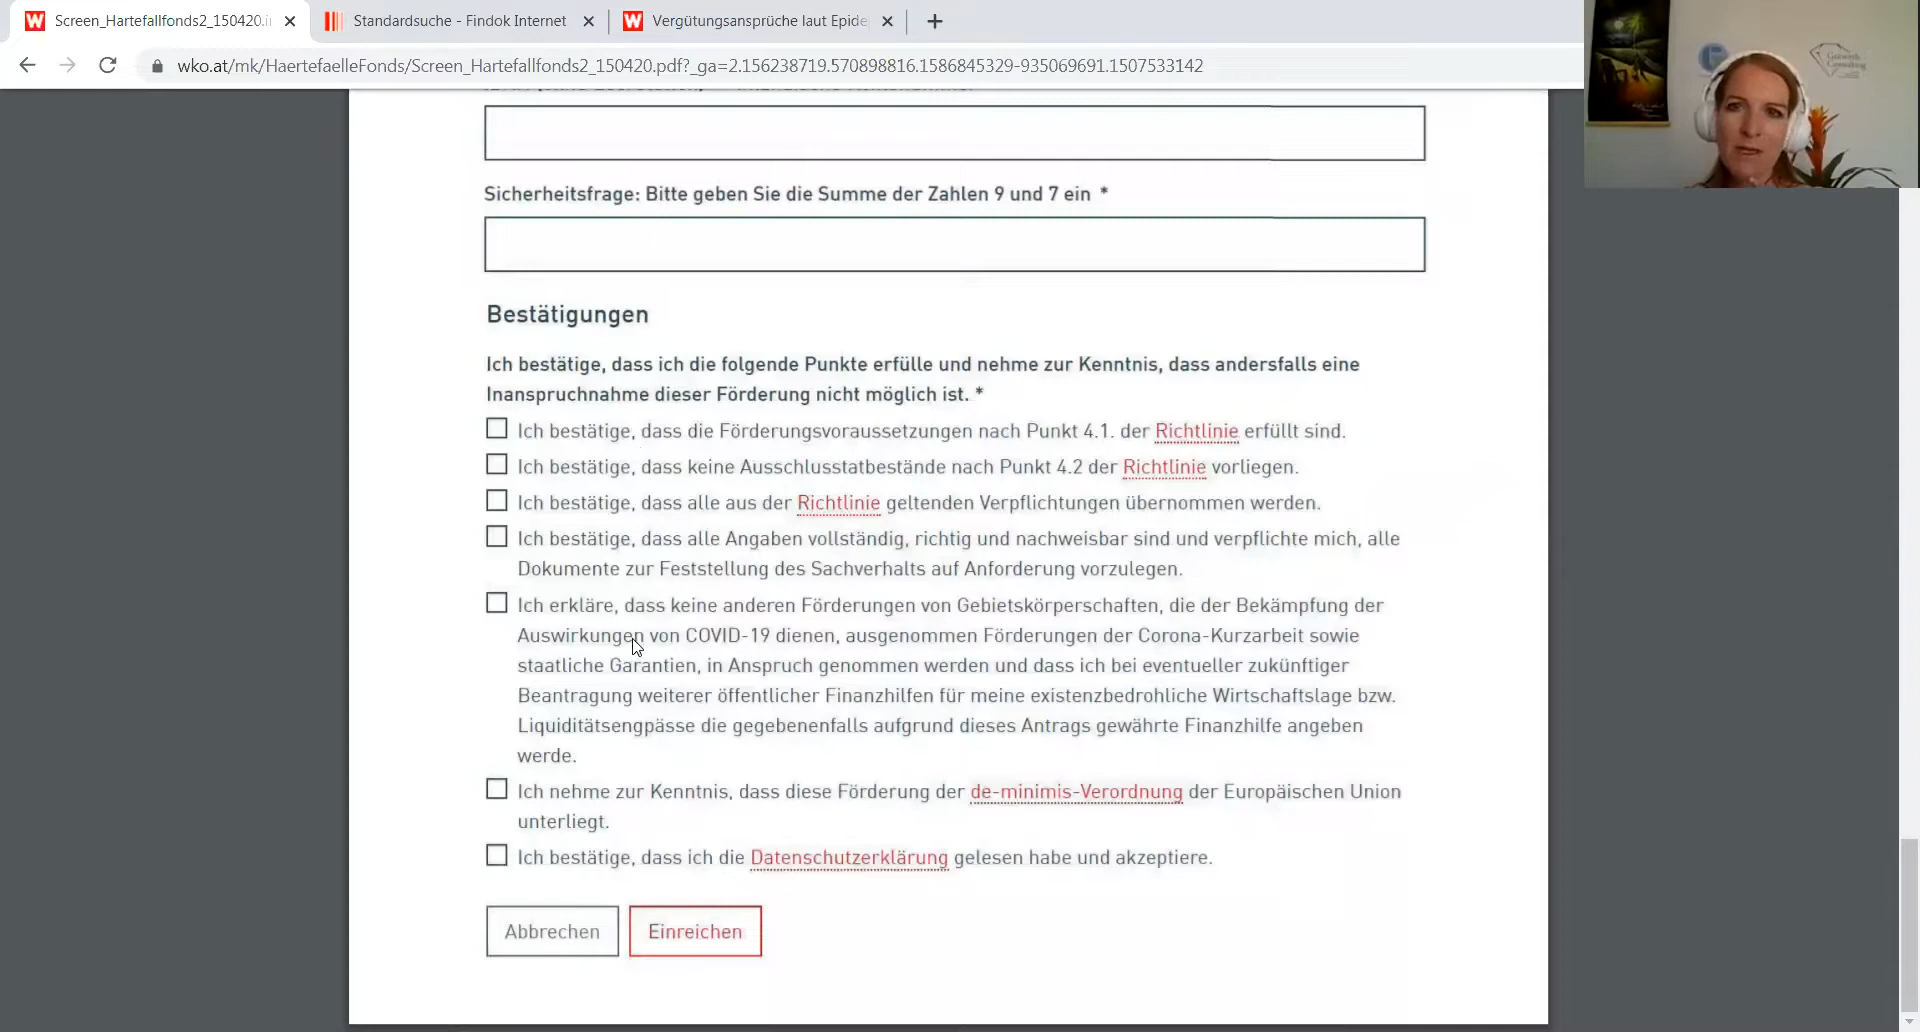 Screen_Hartefallfonds2_150420.i
Standardsuche - Findok Internet
Vergütungsansprüche laut Epide
wko.at/mk/HaertefaelleFonds/Screen_Hartefallfonds2_150420.pdf?_ga=2.156238719.570898816.1586845329-935069691.1507533142
Sicherheitsfrage: Bitte geben Sie die Summe der Zahlen 9 und 7 ein *
Bestätigungen
Ich bestätige, dass ich die folgende Punkte erfülle und nehme zur Kenntnis, dass andersfalls eine
Inanspruchnahme dieser Förderung nicht möglich ist. *
Ich bestätige, dass die Förderungsvoraussetzungen nach Punkt 4.1. der Richtlinie erfüllt sind.
Ich bestätige, dass keine Ausschlusstatbestände nach Punkt 4.2 der Richtlinie vorliegen.
Ich bestätige, dass alle aus der Richtlinie geltenden Verpflichtungen übernommen werden.
Ich bestätige, dass alle Angaben vollständig, richtig und nachweisbar sind und verpflichte mich, alle
Dokumente zur Feststellung des Sachverhalts auf Anforderung vorzulegen.
Ich erkläre, dass keine anderen Förderungen von Gebietskörperschaften, die der Bekämpfung der
Auswirkungen von COVID-19 dienen, ausgenommen Förderungen der Corona-Kurzarbeit sowie
staatliche Garantien, in Anspruch genommen werden und dass ich bei eventueller zukünftiger
Beantragung weiterer öffentlicher Finanzhilfen für meine existenzbedrohliche Wirtschaftslage bzw.
Liquiditätsengpässe die gegebenenfalls aufgrund dieses Antrags gewährte Finanzhilfe angeben
werde.
Ich nehme zur Kenntnis, dass diese Förderung der de-minimis-Verordnung der Europäischen Union
unterliegt.
Ich bestätige, dass ich die Datenschutzerklärung gelesen habe und akzeptiere.
Abbrechen
Einreichen